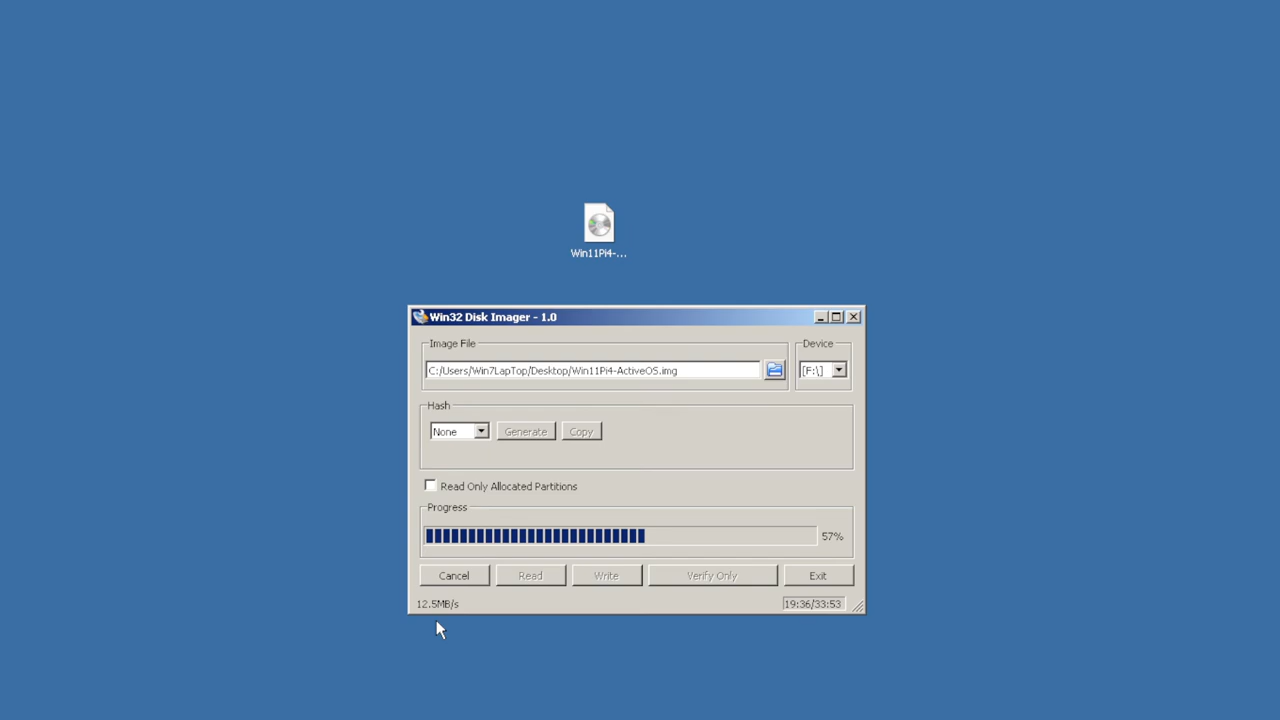 Win11Pi4-...
Win32 Disk Imager - 1.0
Image File
Device
C:/Users/Win7LapTop/Desktop/Win11Pi4-ActiveOS.img
[F:\]
Hash
None
Generate
Copy
Read Only Allocated Partitions
Progress
57%
Cancel
Read
Write
Verify Only
Exit
12.5MB/s
19:36/33:53